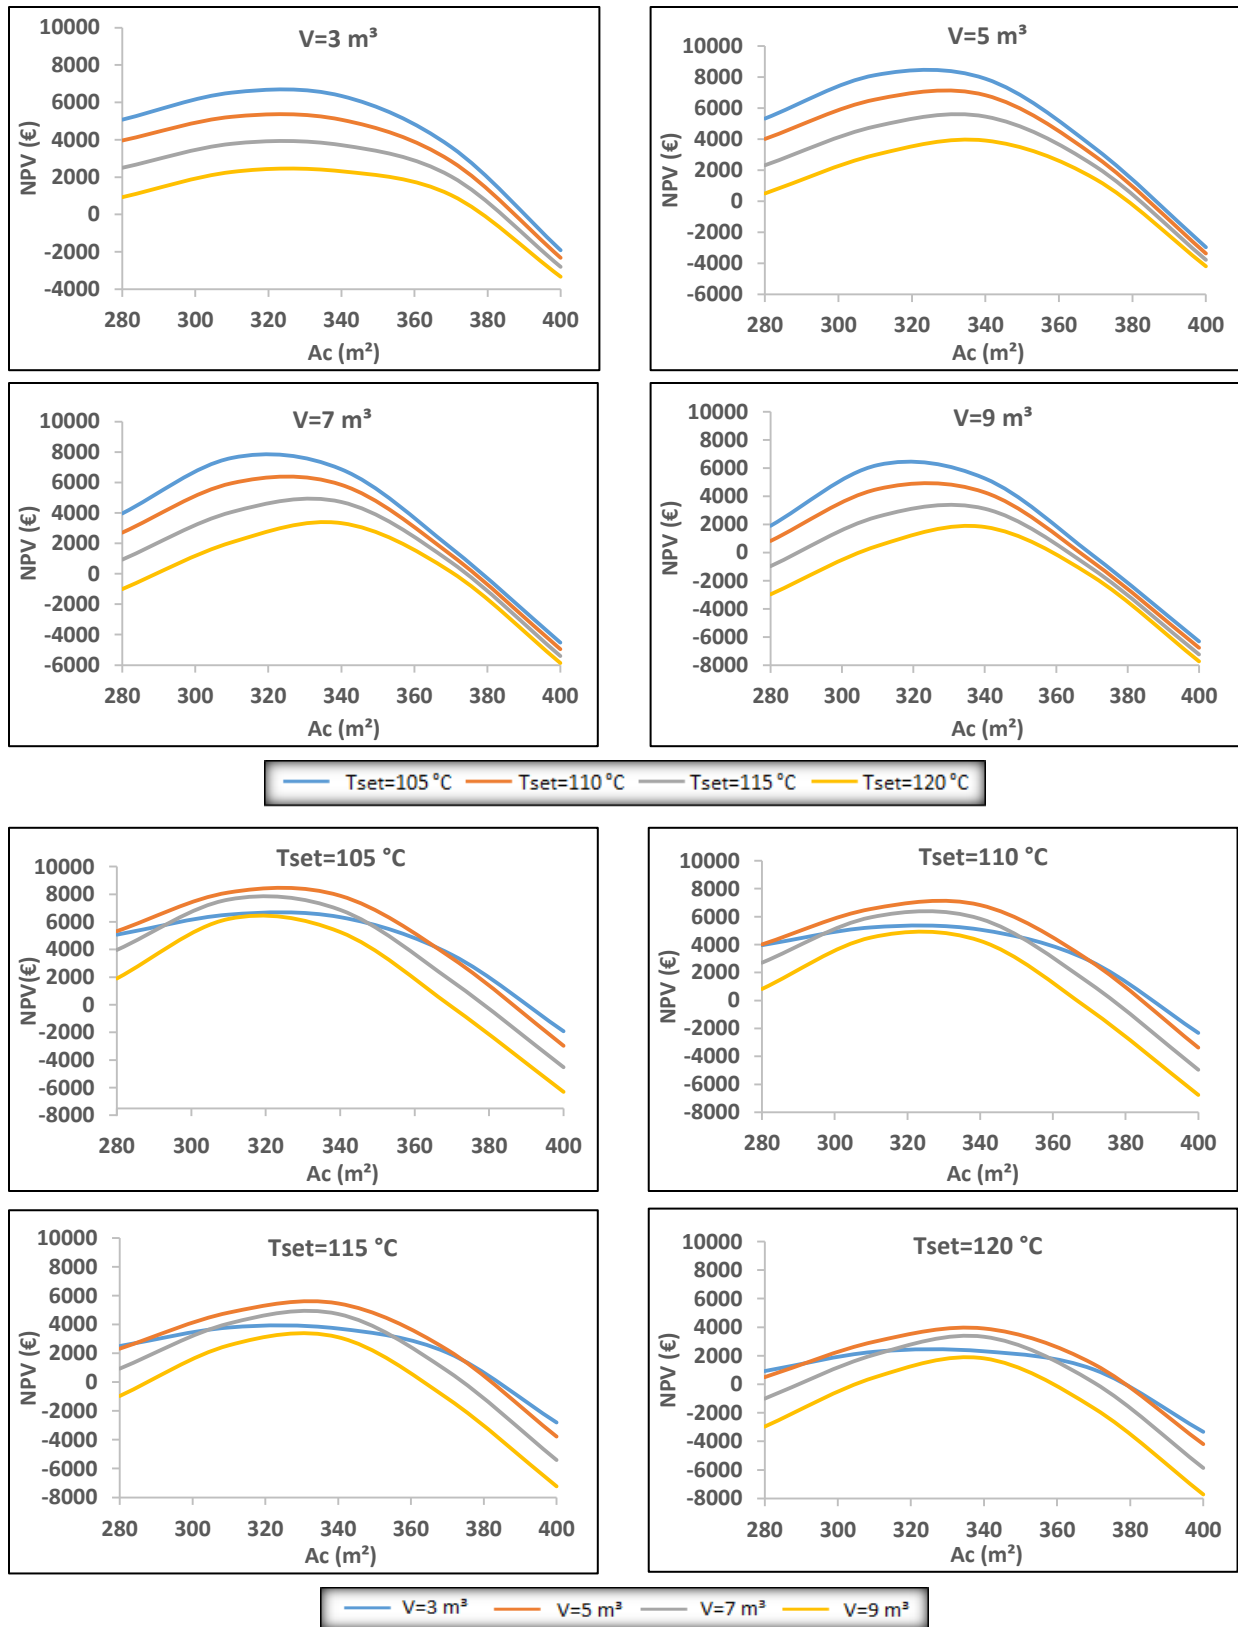 V=3 m³
NPV (€)
10000
8000
6000
4000
2000
0
-2000
-4000
280 300 320 340 360 380 400
Ac (m²)
V=5 m³
NPV (€)
10000
8000
6000
4000
2000
0
-2000
-4000
-6000
280 300 320 340 360 380 400
Ac (m²)
V=7 m³
NPV (€)
10000
8000
6000
4000
2000
0
-2000
-4000
-6000
280 300 320 340 360 380 400
Ac (m²)
V=9 m³
NPV (€)
10000
8000
6000
4000
2000
0
-2000
-4000
-6000
-8000
280 300 320 340 360 380 400
Ac (m²)
Tset=105 °C Tset=110 °C Tset=115 °C Tset=120 °C
Tset=105 °C
NPV(€)
10000
8000
6000
4000
2000
0
-2000
-4000
-6000
-8000
280 300 320 340 360 380 400
Ac (m²)
Tset=110 °C
NPV (€)
10000
8000
6000
4000
2000
0
-2000
-4000
-6000
-8000
280 300 320 340 360 380 400
Ac (m²)
Tset=115 °C
NPV (€)
10000
8000
6000
4000
2000
0
-2000
-4000
-6000
-8000
280 300 320 340 360 380 400
Ac (m²)
Tset=120 °C
NPV (€)
10000
8000
6000
4000
2000
0
-2000
-4000
-6000
-8000
280 300 320 340 360 380 400
Ac (m²)
V=3 m³ V=5 m³ V=7 m³ V=9 m³